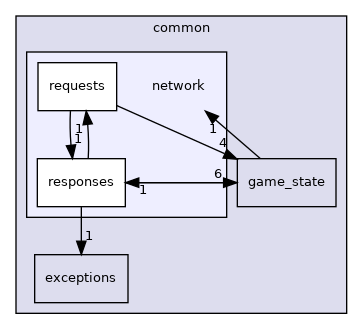 common
requests
network
1
1
1
4
responses
1
6
game_state
1
exceptions